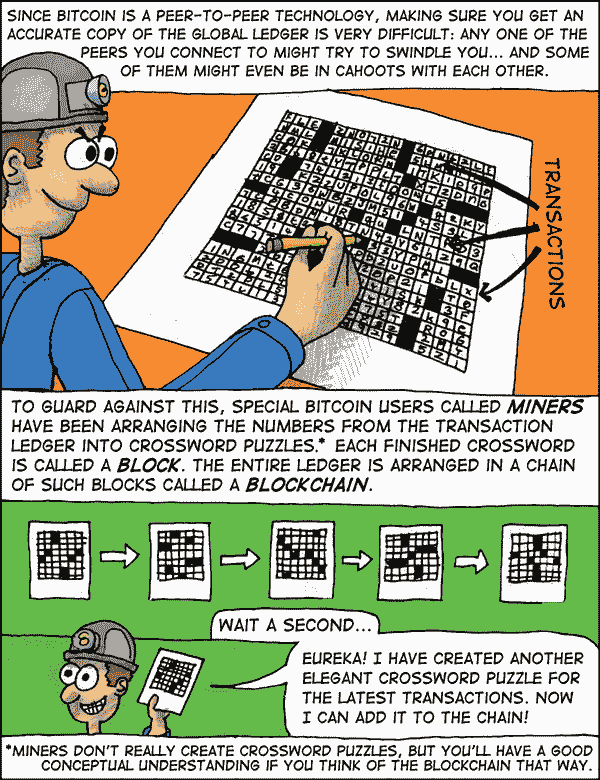 SINCE BITCOIN IS A PEER-TO-PEER TECHNOLOGY, MAKING SURE YOU GET AN
ACCURATE COPY OF THE GLOBAL LEDGER IS VERY DIFFICULT: ANY ONE OF THE
PEERS YOU CONNECT TO MIGHT TRY TO SWINDLE YOU... AND SOME
OF THEM MIGHT EVEN BE IN CAHOOTS WITH EACH OTHER.
TRANSACTIONS
TO GUARD AGAINST THIS, SPECIAL BITCOIN USERS CALLED MINERS
HAVE BEEN ARRANGING THE NUMBERS FROM THE TRANSACTION
LEDGER INTO CROSSWORD PUZZLES.* EACH FINISHED CROSSWORD
IS CALLED A BLOCK. THE ENTIRE LEDGER IS ARRANGED IN A CHAIN
OF SUCH BLOCKS CALLED A BLOCKCHAIN.
WAIT A SECOND...
EUREKA! I HAVE CREATED ANOTHER
ELEGANT CROSSWORD PUZZLE FOR
THE LATEST TRANSACTIONS. NOW
I CAN ADD IT TO THE CHAIN!
*MINERS DON'T REALLY CREATE CROSSWORD PUZZLES, BUT YOU'LL HAVE A GOOD
CONCEPTUAL UNDERSTANDING IF YOU THINK OF THE BLOCKCHAIN THAT WAY.